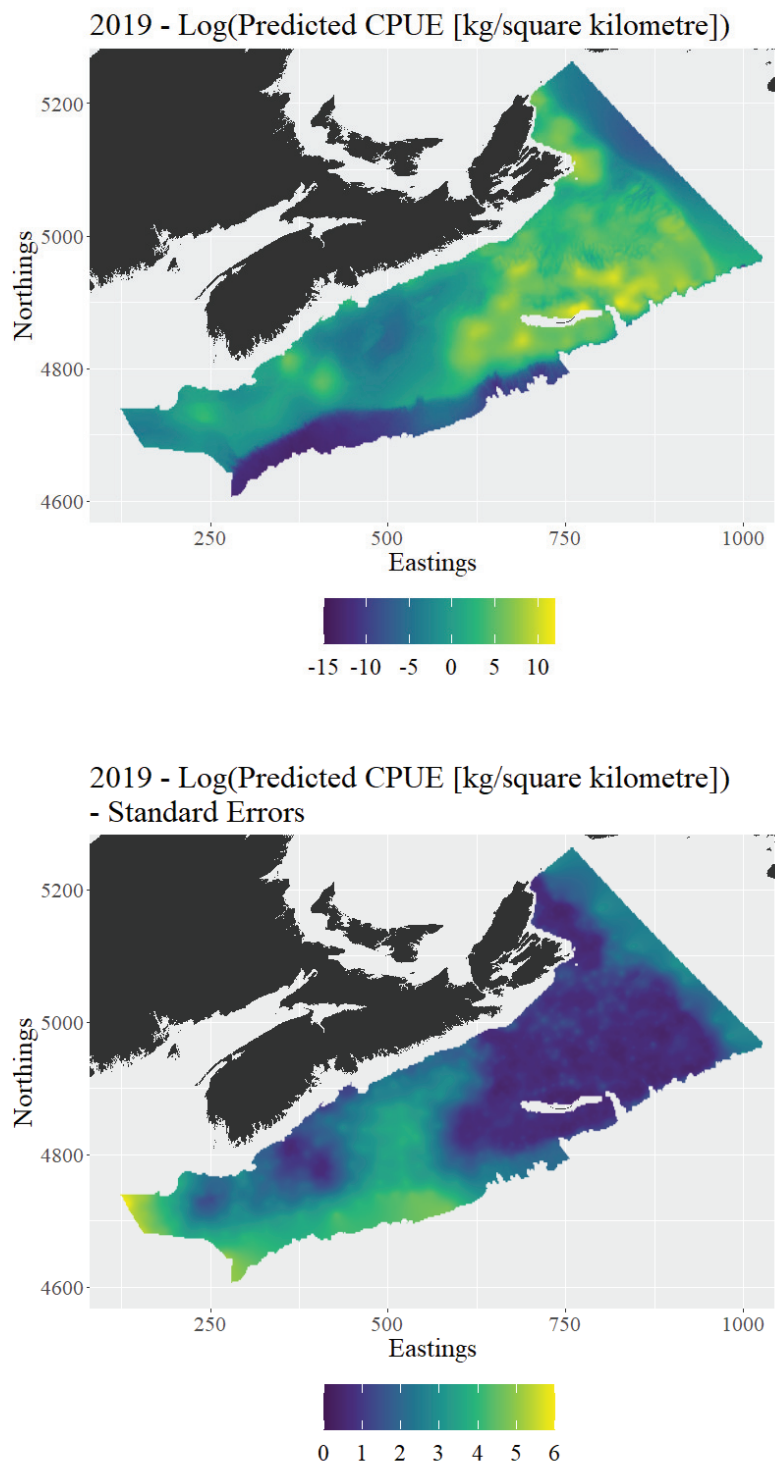 2019 - Log(Predicted CPUE [kg/square kilometre])
5200
5000
4800
4600
Northings
250 500 750 1000
Eastings
-15 -10 -5 0 5 10
2019 - Log(Predicted CPUE [kg/square kilometre])
- Standard Errors
5200
5000
4800
4600
Northings
250 500 750 1000
Eastings
0 1 2 3 4 5 6